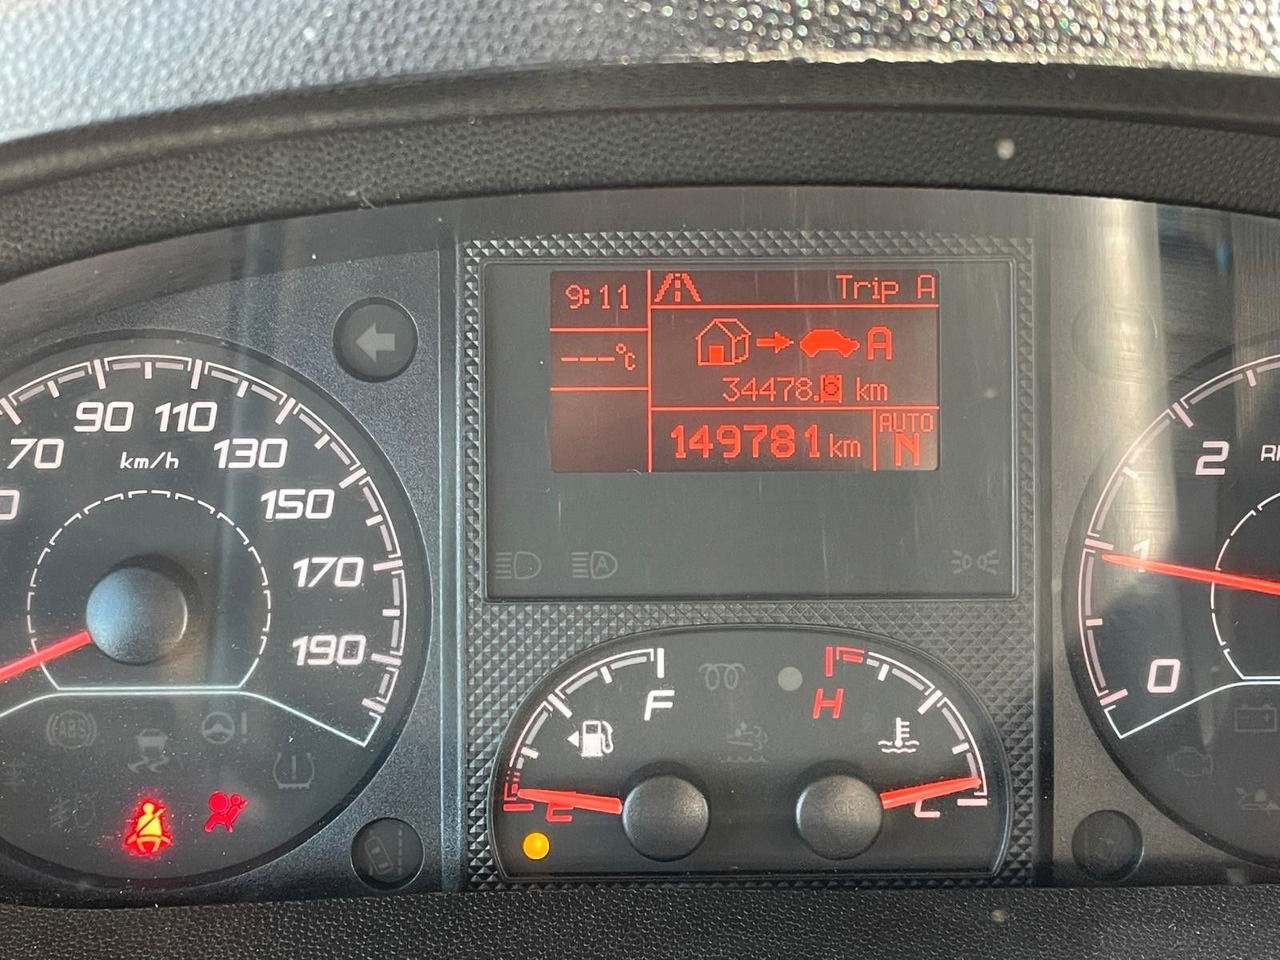 9:11
Trip A
---°C
A
34478.6 km
149781 km
AUTO
N
70
90
110
130
150
170
190
km/h
ABS
A
F
E
H
C
2
1
0